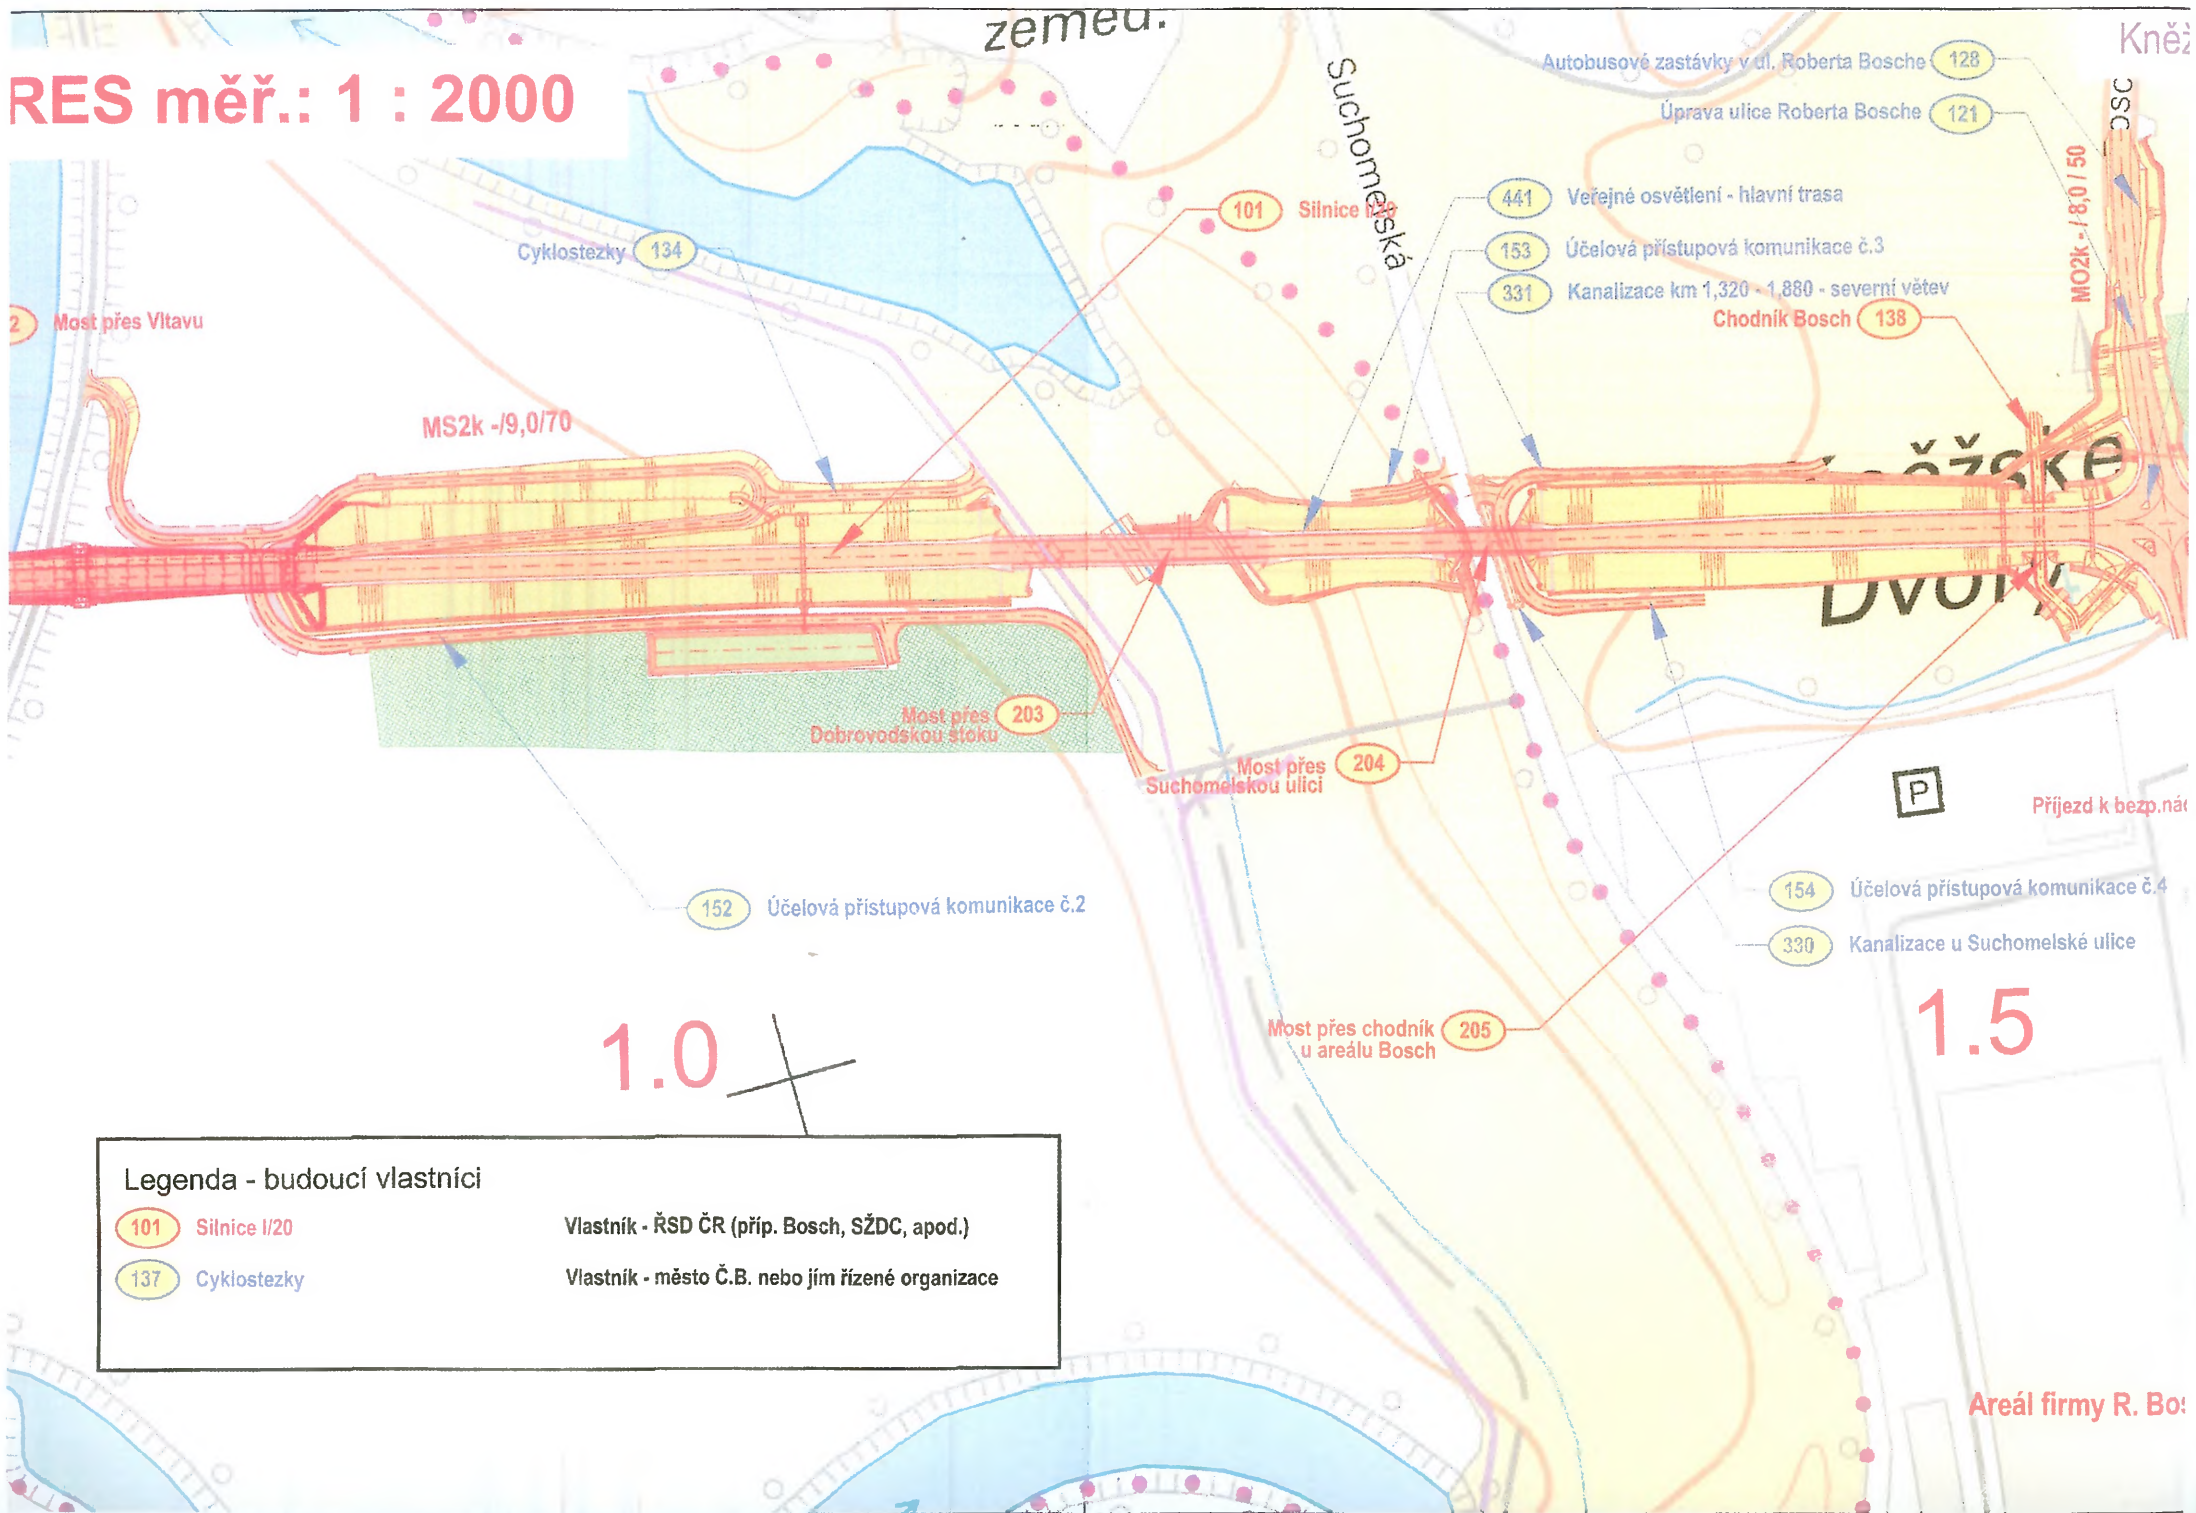 zeměd.
Kněž
RES měř.: 1 : 2000
Suchomelská
Autobusové zastávky v ul. Roberta Bosche 128
Úprava ulice Roberta Bosche 121
OSC
MO2k - / 8,0 / 50
101 Silnice I/20
441 Veřejné osvětlení - hlavní trasa
Cyklostezky 134
153 Účelová přístupová komunikace č.3
331 Kanalizace km 1,320 - 1,880 - severní větev
2 Most přes Vltavu
Chodník Bosch 138
MS2k -/9,0/70
Kněžské
Dvory
Most přes 203
Dobrovodskou stoku
Most přes 204
Suchomelskou ulici
P
Příjezd k bezp.nád
152 Účelová přístupová komunikace č.2
154 Účelová přístupová komunikace č.4
330 Kanalizace u Suchomelské ulice
1.0
1.5
Most přes chodník 205
u areálu Bosch
Legenda - budoucí vlastníci
101 Silnice I/20 Vlastník - ŘSD ČR (příp. Bosch, SŽDC, apod.)
137 Cyklostezky Vlastník - město Č.B. nebo jím řízené organizace
Areál firmy R. Bos